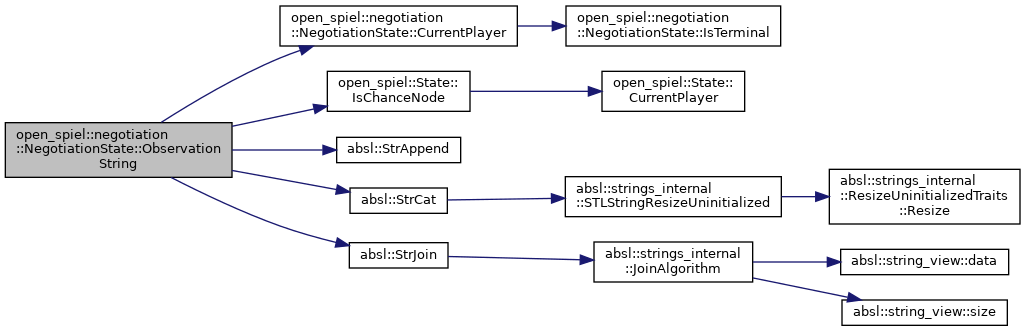 open_spiel::negotiation
::NegotiationState::CurrentPlayer
open_spiel::negotiation
::NegotiationState::IsTerminal
open_spiel::State::
IsChanceNode
open_spiel::State::
CurrentPlayer
open_spiel::negotiation
::NegotiationState::Observation
String
absl::StrAppend
absl::StrCat
absl::strings_internal
::STLStringResizeUninitialized
absl::strings_internal
::ResizeUninitializedTraits
::Resize
absl::StrJoin
absl::strings_internal
::JoinAlgorithm
absl::string_view::data
absl::string_view::size